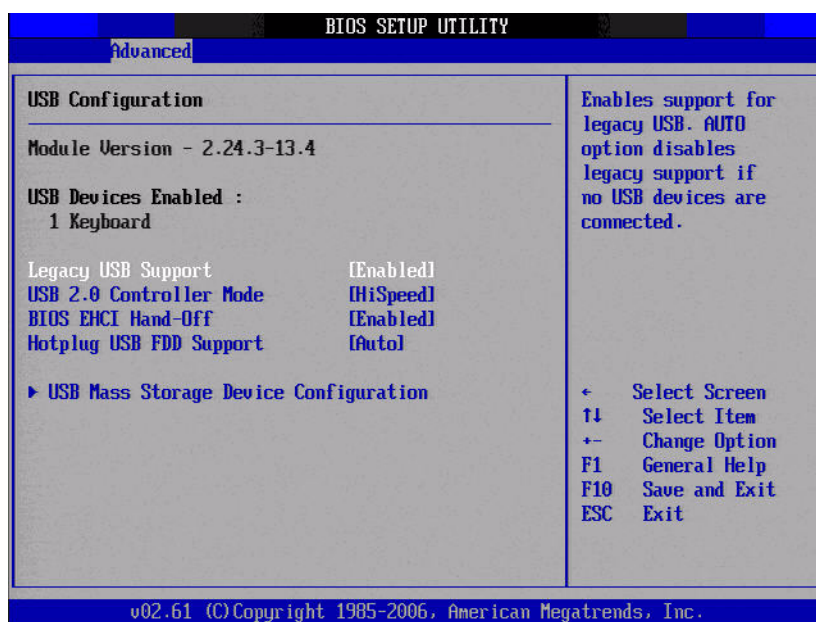 BIOS SETUP UTILITY
Advanced
USB Configuration
Module Version - 2.24.3-13.4
USB Devices Enabled :
1 Keyboard
Legacy USB Support [Enabled]
USB 2.0 Controller Mode [HiSpeed]
BIOS EHCI Hand-Off [Enabled]
Hotplug USB FDD Support [Auto]
▶ USB Mass Storage Device Configuration
Enables support for
legacy USB. AUTO
option disables
legacy support if
no USB devices are
connected.
← Select Screen
↑↓ Select Item
+- Change Option
F1 General Help
F10 Save and Exit
ESC Exit
v02.61 (C)Copyright 1985-2006, American Megatrends, Inc.